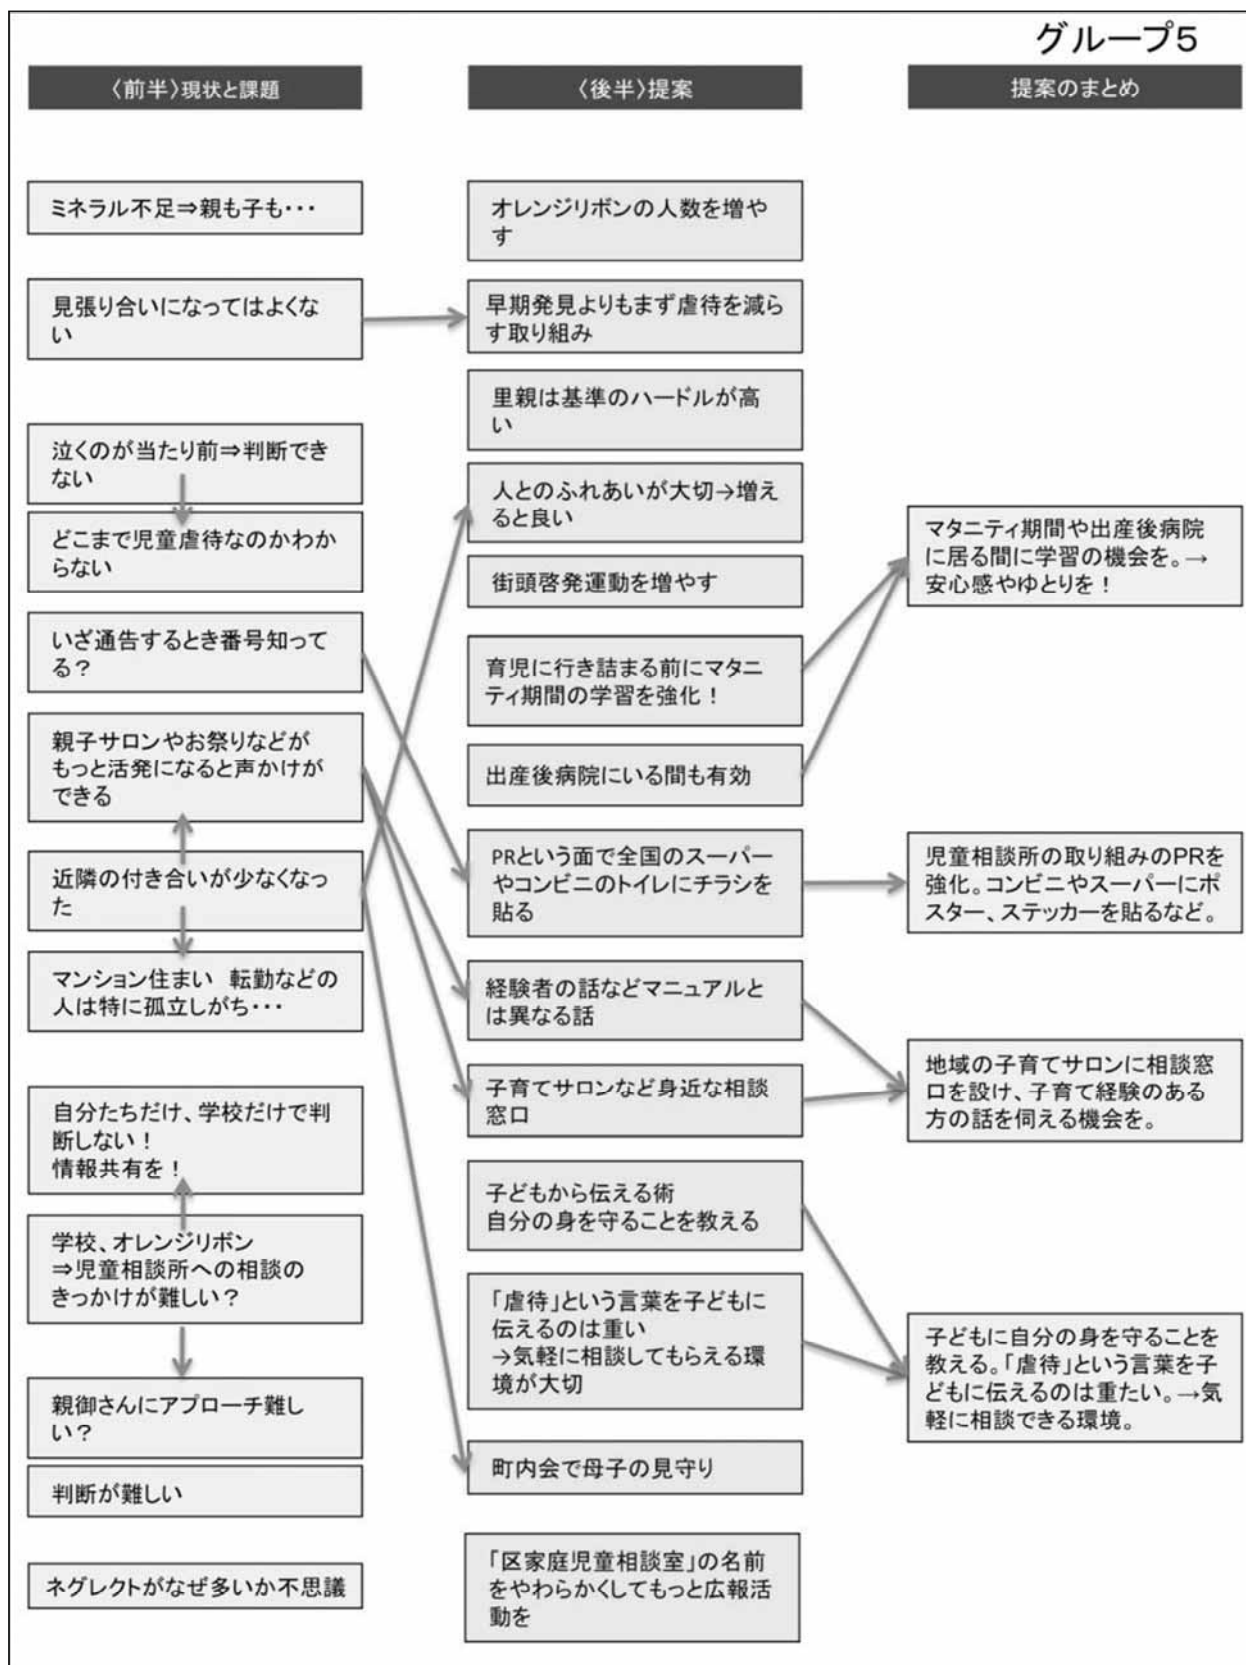 グループ5
〈前半〉現状と課題
ミネラル不足⇒親も子も・・・
見張り合いになってはよくな
い
泣くのが当たり前⇒判断でき
ない
どこまで児童虐待なのかわか
らない
いざ通告するとき番号知って
る？
親子サロンやお祭りなどが
もっと活発になると声かけが
できる
近隣の付き合いが少なくなっ
た
マンション住まい　転勤などの
人は特に孤立しがち・・・
自分たちだけ、学校だけで判
断しない！
情報共有を！
学校、オレンジリボン
⇒児童相談所への相談の
きっかけが難しい？
親御さんにアプローチ難し
い？
判断が難しい
ネグレクトがなぜ多いか不思議
〈後半〉提案
オレンジリボンの人数を増や
す
早期発見よりもまず虐待を減ら
す取り組み
里親は基準のハードルが高
い
人とのふれあいが大切→増え
ると良い
街頭啓発運動を増やす
育児に行き詰まる前にマタニ
ティ期間の学習を強化！
出産後病院にいる間も有効
PRという面で全国のスーパー
やコンビニのトイレにチラシを
貼る
経験者の話などマニュアルと
は異なる話
子育てサロンなど身近な相談
窓口
子どもから伝える術
自分の身を守ることを教える
「虐待」という言葉を子どもに
伝えるのは重い
→気軽に相談してもらえる環
境が大切
町内会で母子の見守り
「区家庭児童相談室」の名前
をやわらかくしてもっと広報活
動を
提案のまとめ
マタニティ期間や出産後病院
に居る間に学習の機会を。→
安心感やゆとりを！
児童相談所の取り組みのPRを
強化。コンビニやスーパーにポ
スター、ステッカーを貼るなど。
地域の子育てサロンに相談窓
口を設け、子育て経験のある
方の話を伺える機会を。
子どもに自分の身を守ることを
教える。「虐待」という言葉を子
どもに伝えるのは重たい。→気
軽に相談できる環境。